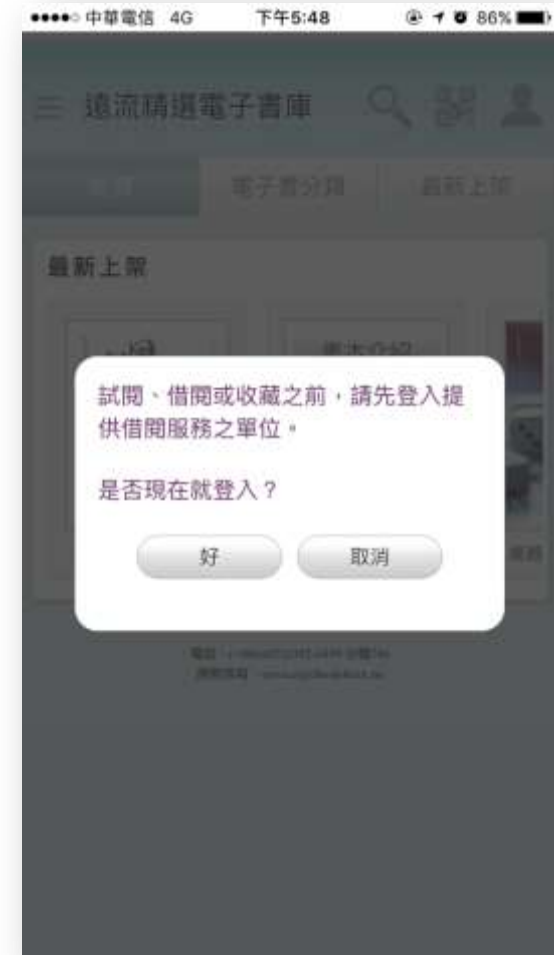 中華電信 4G 下午5:48 86%
遠流精選電子書庫
電子書分類 最新上架
最新上架
試閱、借閱或收藏之前，請先登入提
供借閱服務之單位。
是否現在就登入？
好 取消